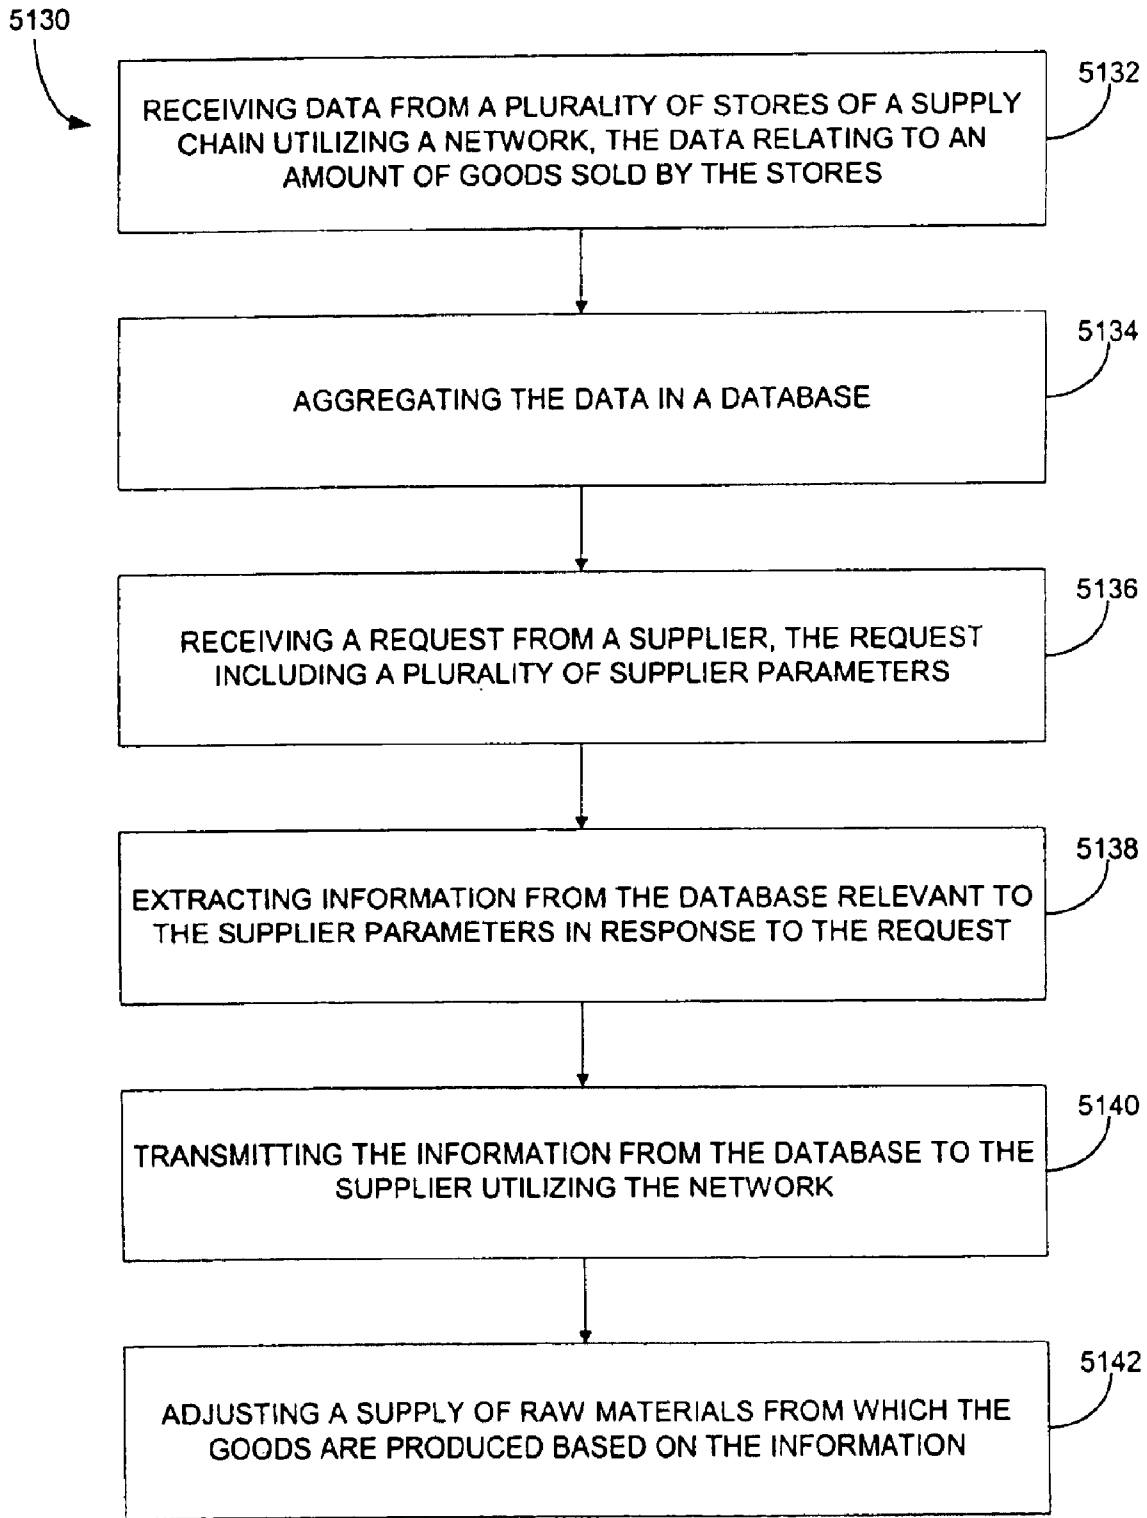 5130
5132
RECEIVING DATA FROM A PLURALITY OF STORES OF A SUPPLY
CHAIN UTILIZING A NETWORK, THE DATA RELATING TO AN
AMOUNT OF GOODS SOLD BY THE STORES
5134
AGGREGATING THE DATA IN A DATABASE
5136
RECEIVING A REQUEST FROM A SUPPLIER, THE REQUEST
INCLUDING A PLURALITY OF SUPPLIER PARAMETERS
5138
EXTRACTING INFORMATION FROM THE DATABASE RELEVANT TO
THE SUPPLIER PARAMETERS IN RESPONSE TO THE REQUEST
5140
TRANSMITTING THE INFORMATION FROM THE DATABASE TO THE
SUPPLIER UTILIZING THE NETWORK
5142
ADJUSTING A SUPPLY OF RAW MATERIALS FROM WHICH THE
GOODS ARE PRODUCED BASED ON THE INFORMATION